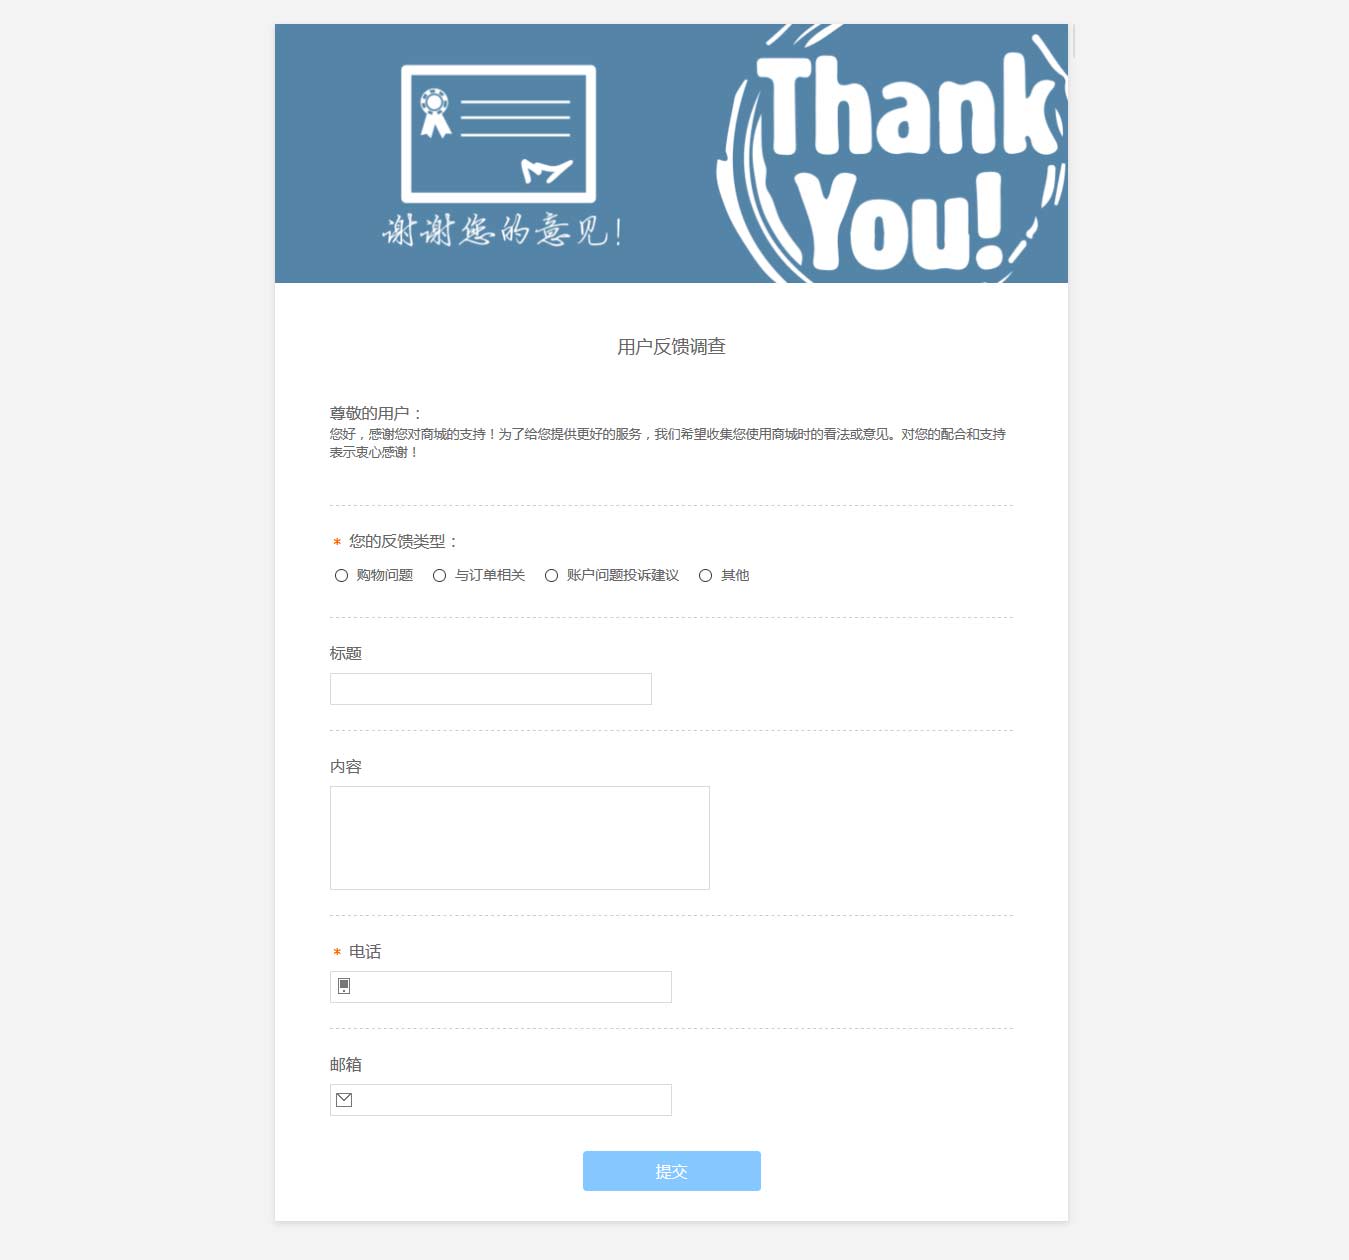 Thank
You!
谢谢您的意见!
用户反馈调查
尊敬的用户：
您好，感谢您对商城的支持！为了给您提供更好的服务，我们希望收集您使用商城时的看法或意见。对您的配合和支持
表示衷心感谢！
* 您的反馈类型：
购物问题 与订单相关 账户问题投诉建议 其他
标题
内容
* 电话
邮箱
提交